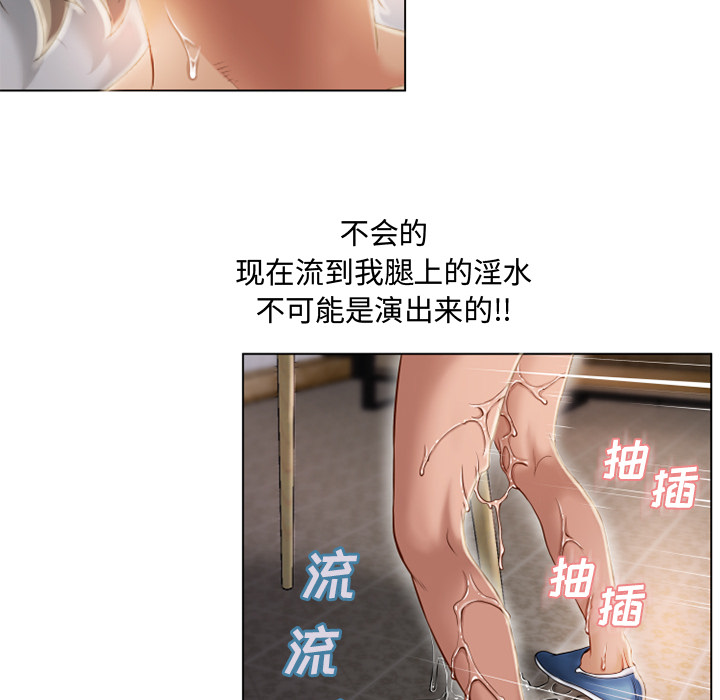 不会的
现在流到我腿上的淫水
不可能是演出来的!!
抽插
抽插
流
流